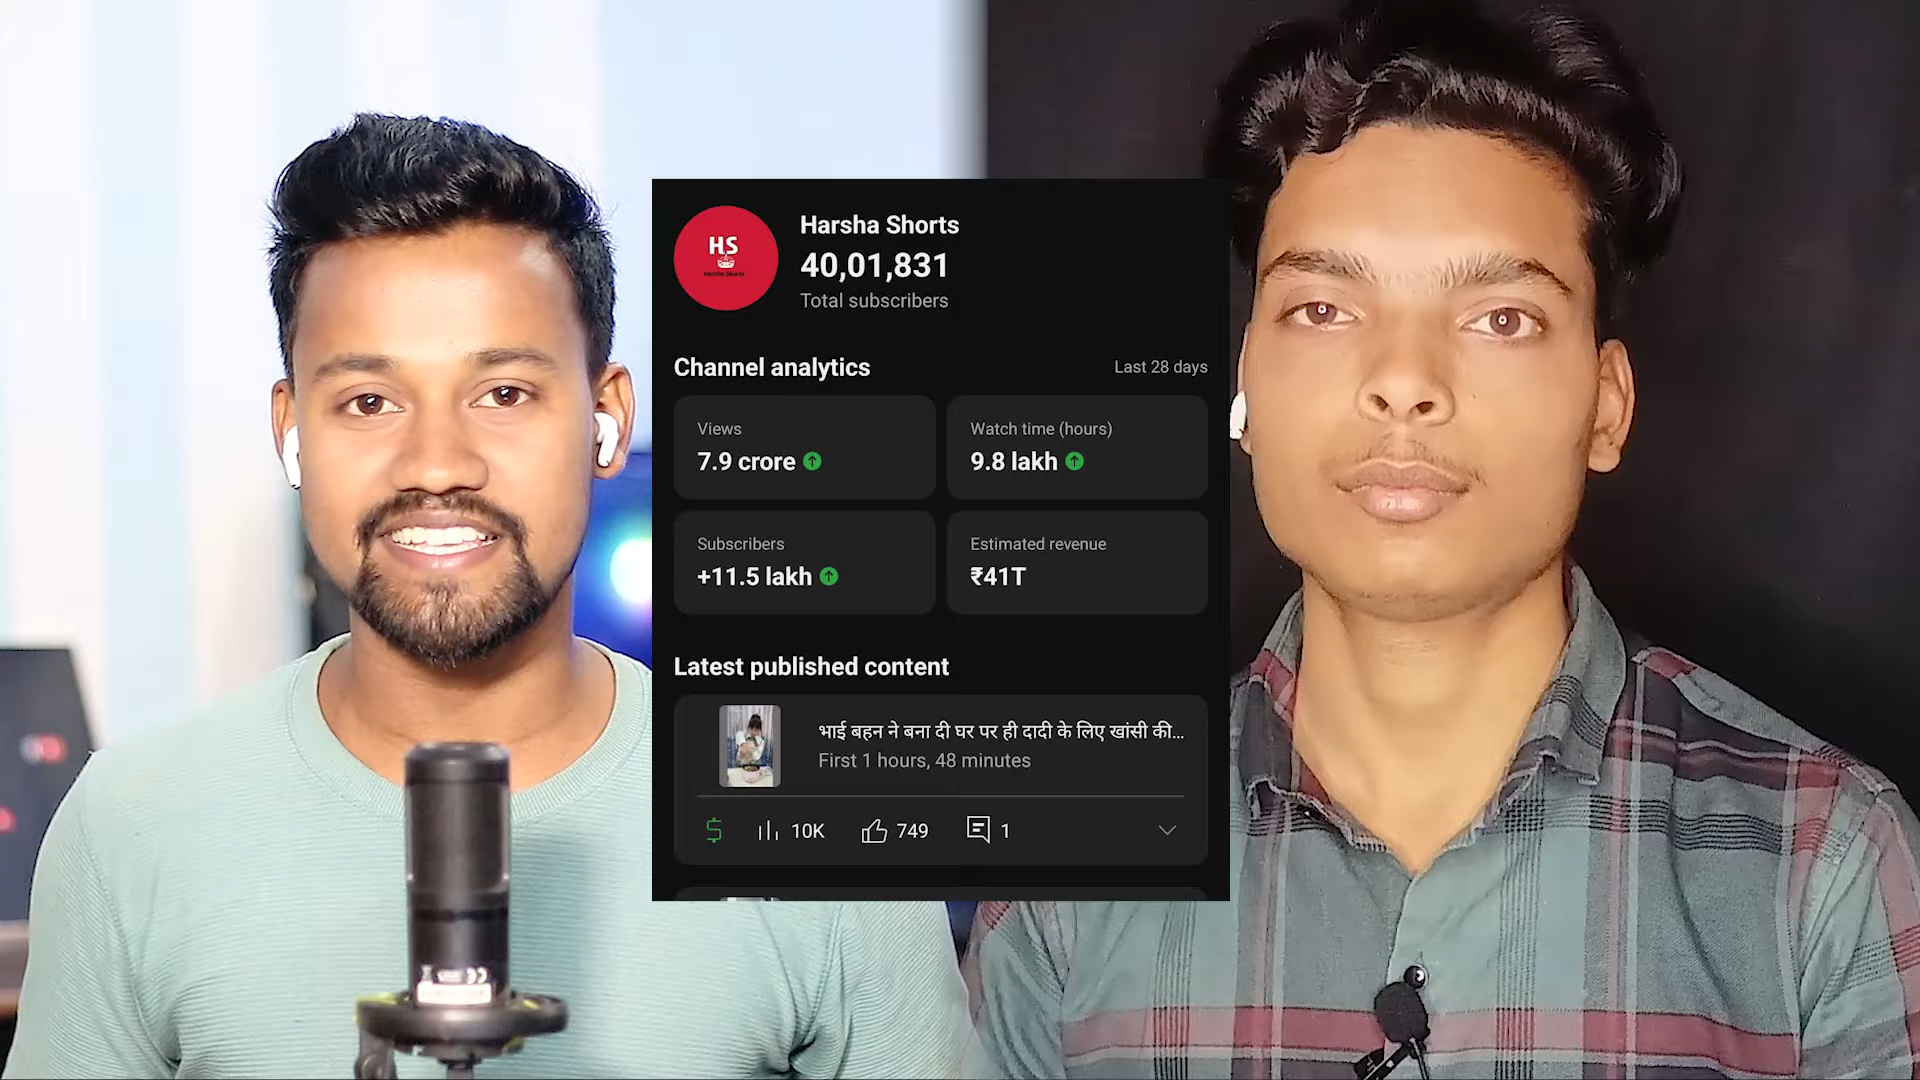 HS
Harsha Shorts
Harsha Shorts
40,01,831
Total subscribers
Channel analytics
Last 28 days
Views
7.9 crore
Watch time (hours)
9.8 lakh
Subscribers
+11.5 lakh
Estimated revenue
₹41T
Latest published content
भाई बहन ने बना दी घर पर ही दादी के लिए खांसी की...
First 1 hours, 48 minutes
$ 10K 749 1